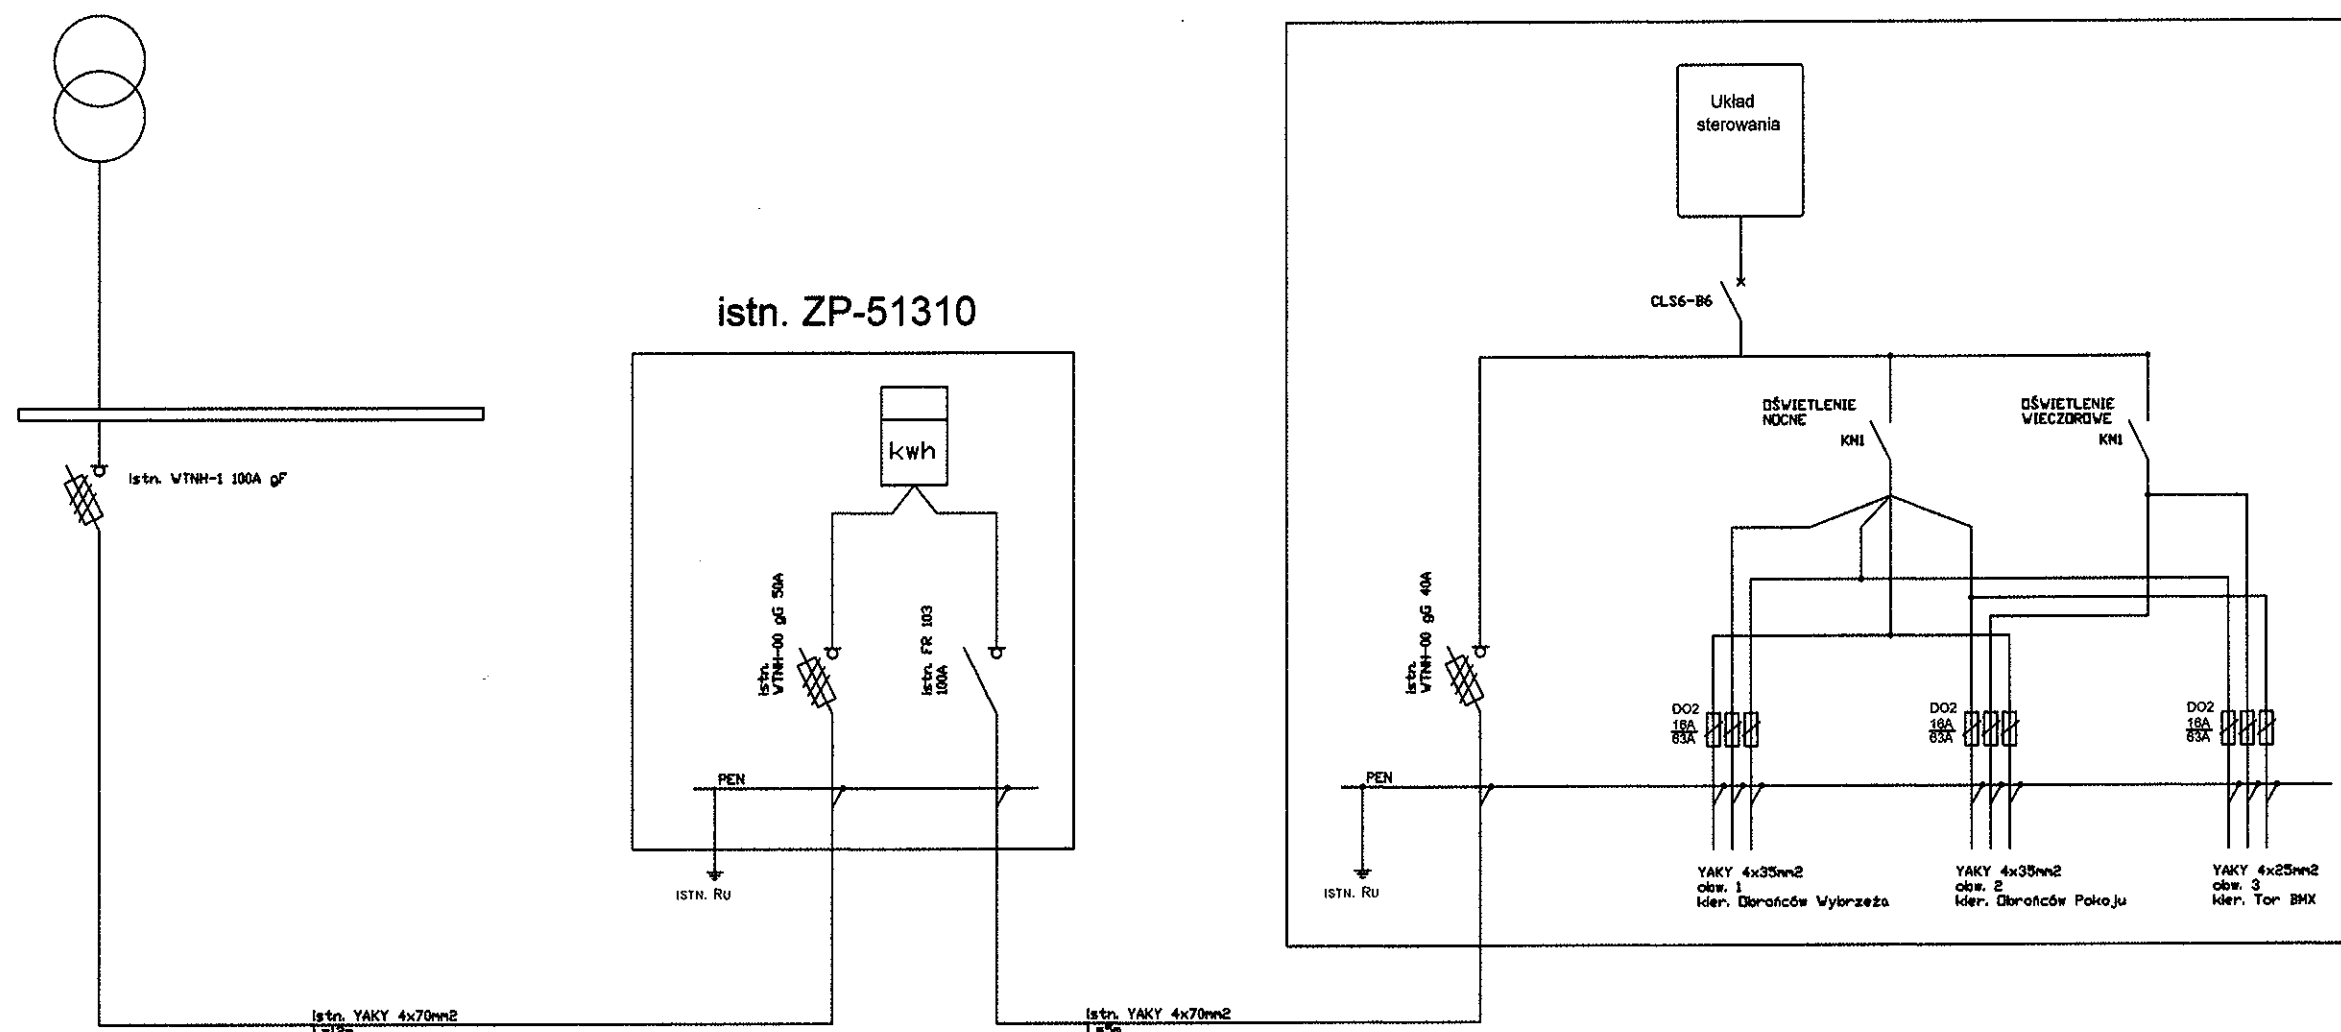 Układ
sterowania
CLS6-B6
istn. ZP-51310
kwh
OŚWIETLENIE
NOCNE
KN1
OŚWIETLENIE
WIECZOROWE
KN1
istn. WTNH-1 100A gF
istn.
WTNH-00 gG 50A
istn. FR 103
100A
istn.
WTNH-00 gG 40A
DO2
16A
63A
DO2
16A
63A
DO2
16A
63A
PEN
PEN
ISTN. RU
ISTN. RU
YAKY 4x35mm2
obw. 1
kier. Obrońców Wybrzeża
YAKY 4x35mm2
obw. 2
kier. Obrońców Pokoju
YAKY 4x25mm2
obw. 3
kier. Tor BMX
istn. YAKY 4x70mm2
istn. YAKY 4x70mm2